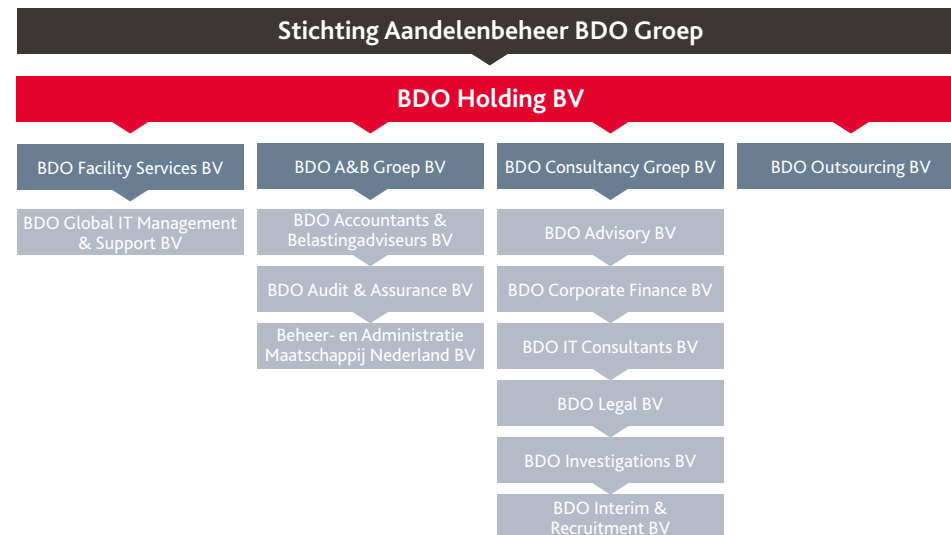 Stichting Aandelenbeheer BDO Groep
BDO Holding BV
BDO Facility Services BV
BDO Global IT Management
& Support BV
BDO A&B Groep BV
BDO Accountants &
Belastingadviseurs BV
BDO Audit & Assurance BV
Beheer- en Administratie
Maatschappij Nederland BV
BDO Consultancy Groep BV
BDO Advisory BV
BDO Corporate Finance BV
BDO IT Consultants BV
BDO Legal BV
BDO Investigations BV
BDO Interim &
Recruitment BV
BDO Outsourcing BV